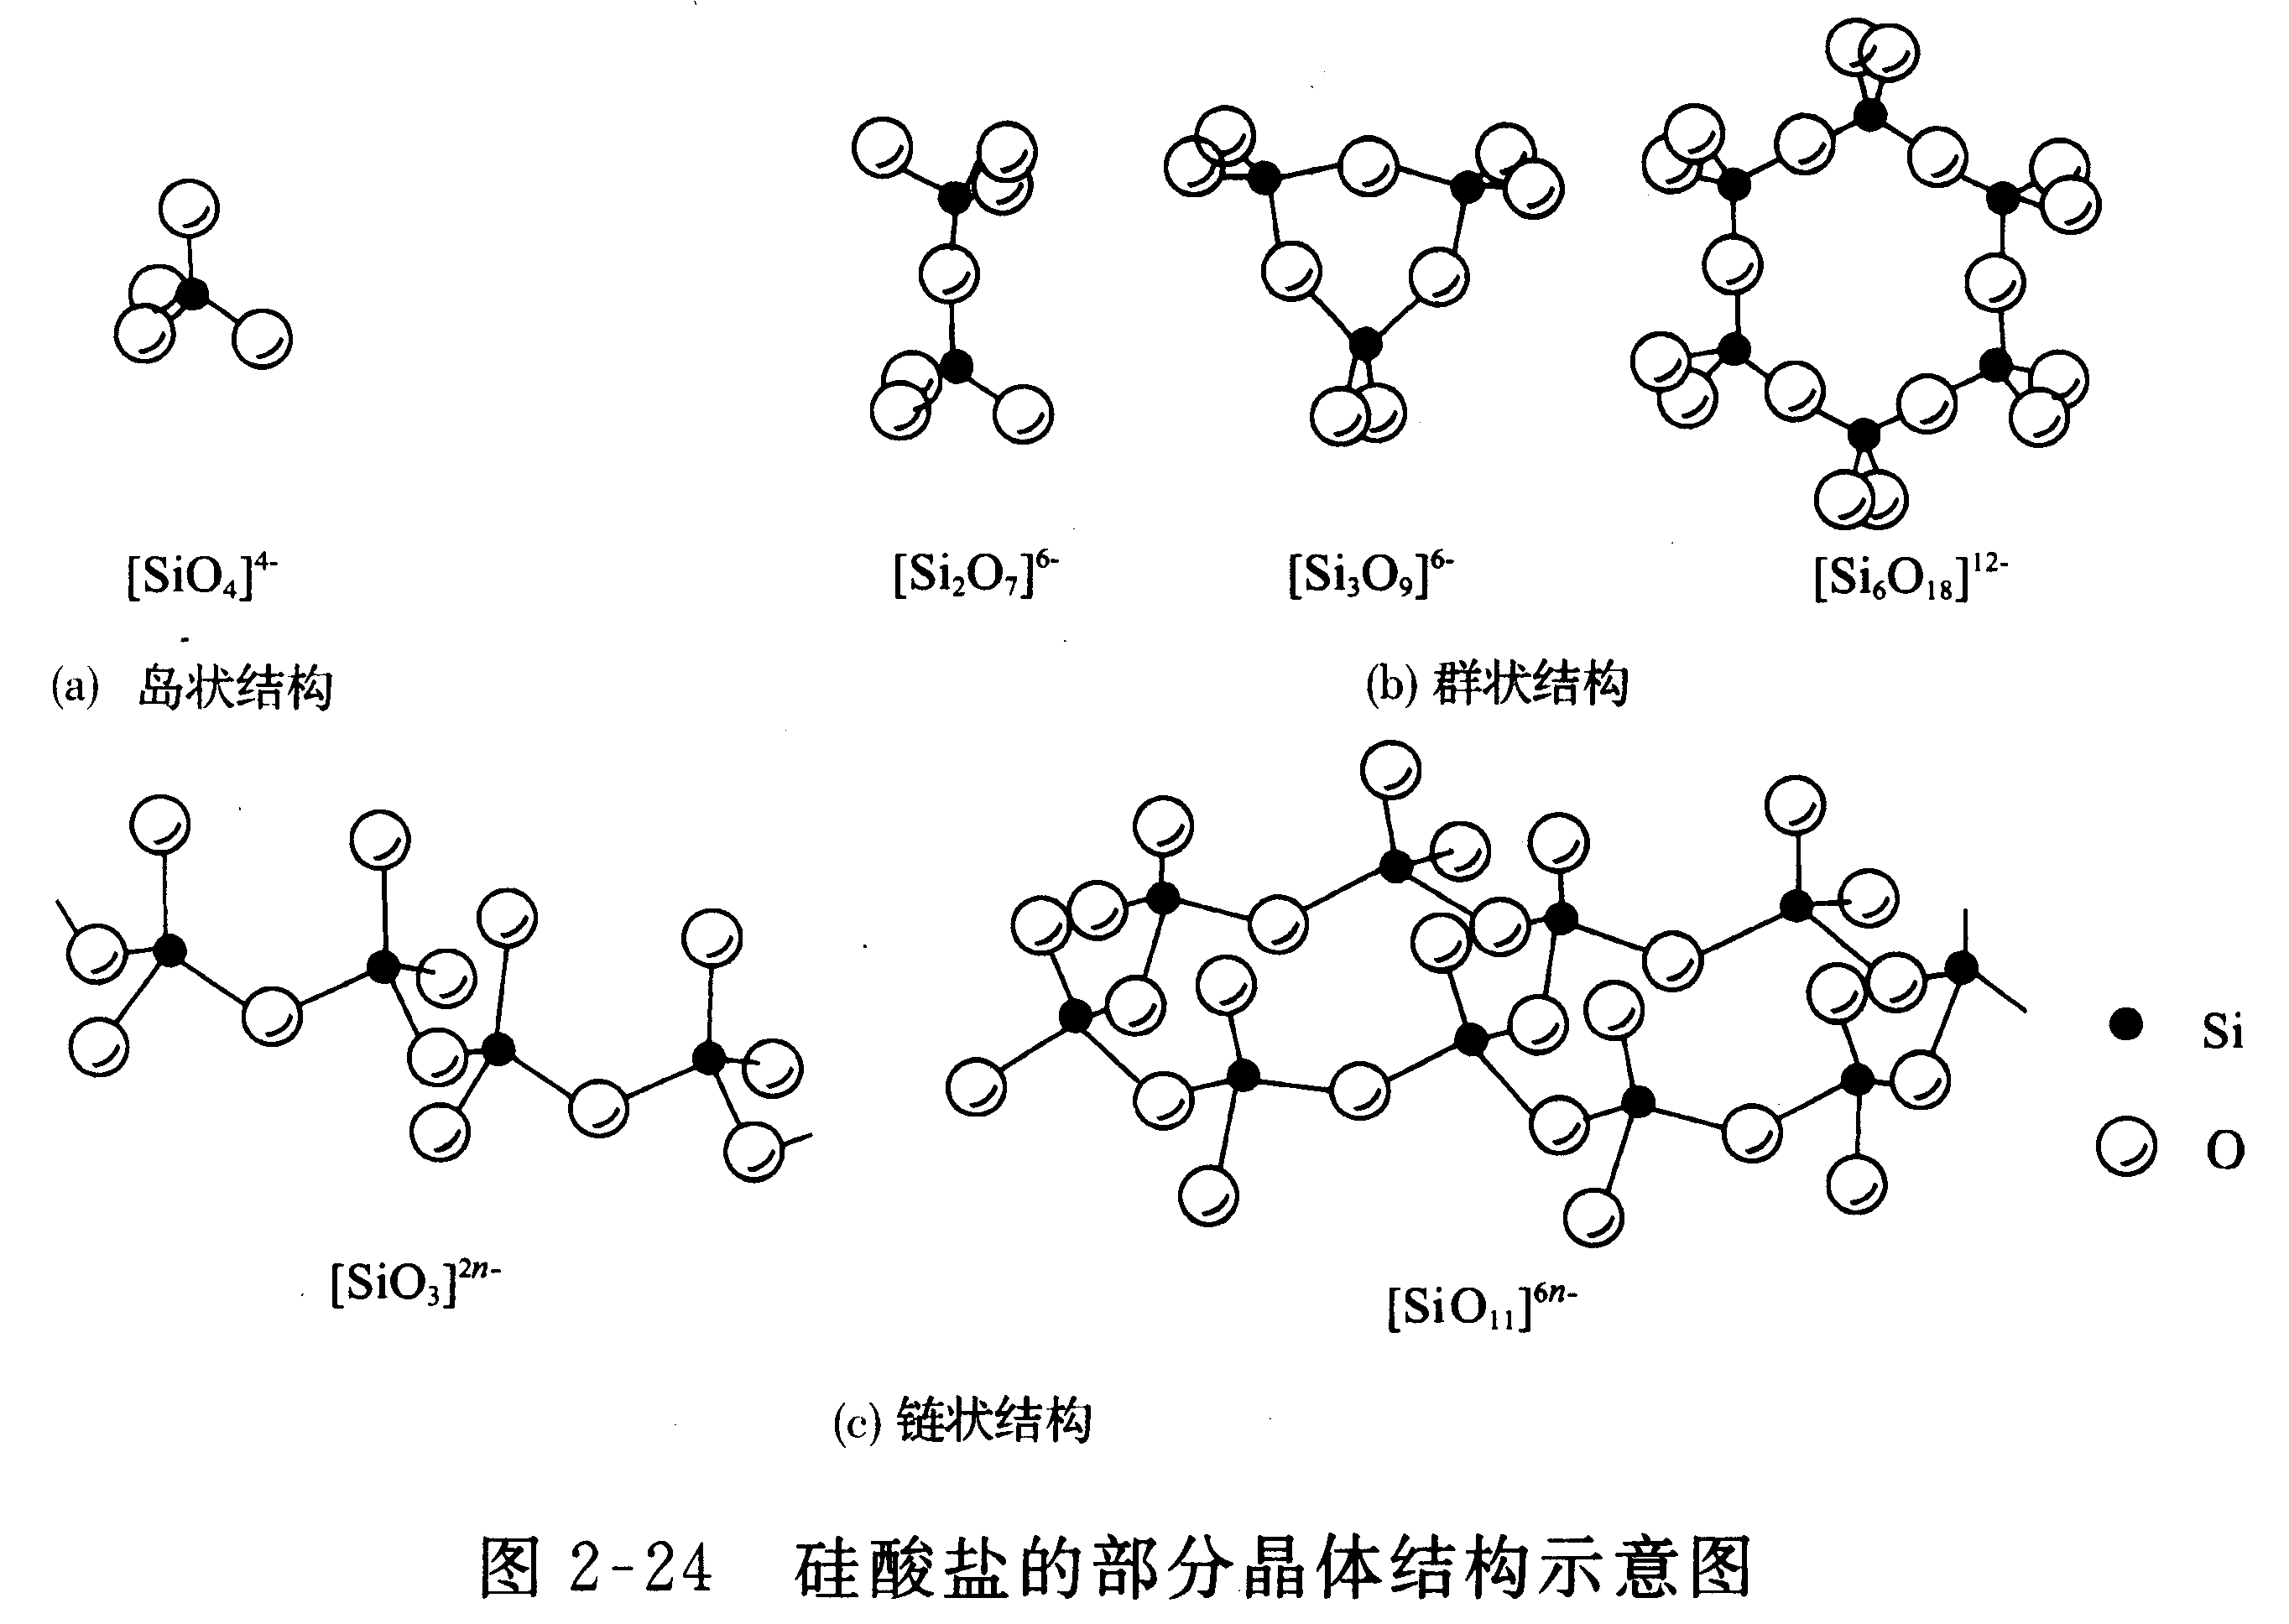 [SiO₄]⁴⁻
[Si₂O₇]⁶⁻
[Si₃O₉]⁶⁻
[Si₆O₁₈]¹²⁻
(a) 岛状结构
(b) 群状结构
Si
O
[SiO₃]²ⁿ⁻
[SiO₁₁]⁶ⁿ⁻
(c) 链状结构
图 2-24 硅酸盐的部分晶体结构示意图